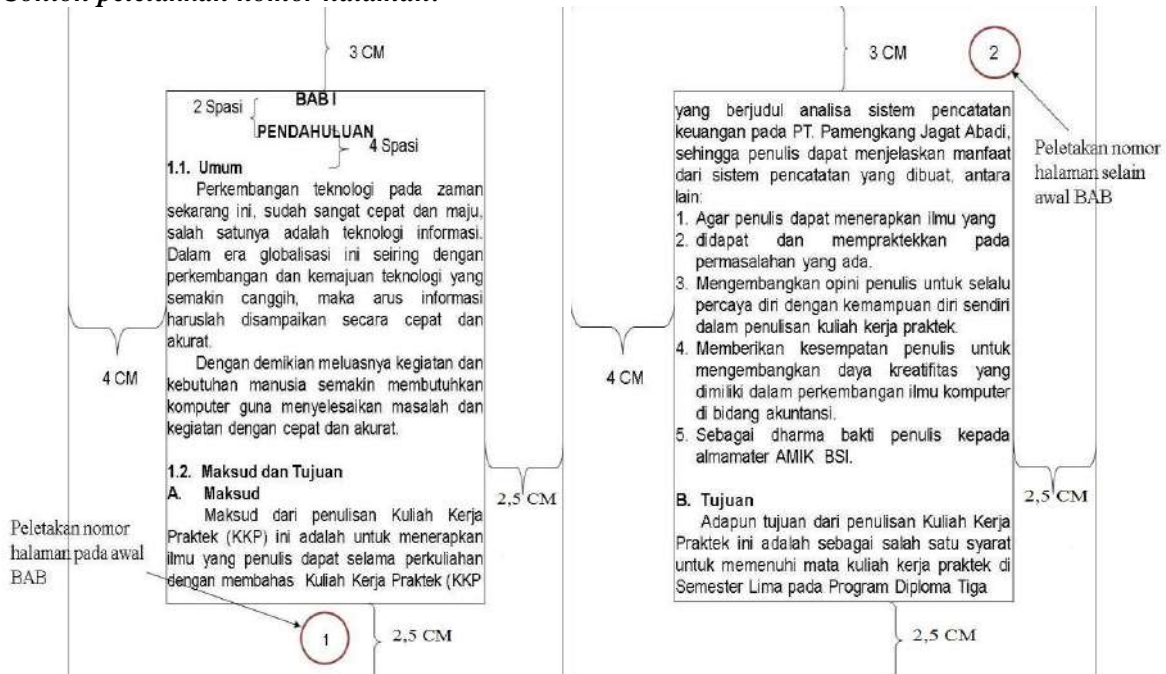 Contoh peletakkan nomor halaman:
3 CM
2 Spasi
BAB I
PENDAHULUAN
4 Spasi
1.1. Umum
Perkembangan teknologi pada zaman
sekarang ini, sudah sangat cepat dan maju,
salah satunya adalah teknologi informasi.
Dalam era globalisasi ini seiring dengan
perkembangan dan kemajuan teknologi yang
semakin canggih, maka arus informasi
haruslah disampaikan secara cepat dan
akurat.
Dengan demikian meluasnya kegiatan dan
kebutuhan manusia semakin membutuhkan
komputer guna menyelesaikan masalah dan
kegiatan dengan cepat dan akurat.
4 CM
1.2. Maksud dan Tujuan
A. Maksud
Maksud dari penulisan Kuliah Kerja
Praktek (KKP) ini adalah untuk menerapkan
ilmu yang penulis dapat selama perkuliahan
dengan membahas Kuliah Kerja Praktek (KKP
2,5 CM
Peletakan nomor
halaman pada awal
BAB
1
2,5 CM
3 CM
2
yang berjudul analisa sistem pencatatan
keuangan pada PT. Pamengkang Jagat Abadi,
sehingga penulis dapat menjelaskan manfaat
dari sistem pencatatan yang dibuat, antara
lain:
1. Agar penulis dapat menerapkan ilmu yang
2. didapat dan mempraktekkan pada
permasalahan yang ada.
3. Mengembangkan opini penulis untuk selalu
percaya diri dengan kemampuan diri sendiri
dalam penulisan kuliah kerja praktek.
4. Memberikan kesempatan penulis untuk
mengembangkan daya kreatifitas yang
dimiliki dalam perkembangan ilmu komputer
di bidang akuntansi.
5. Sebagai dharma bakti penulis kepada
almamater AMIK BSI.
Peletakan nomor
halaman selain
awal BAB
4 CM
2,5 CM
B. Tujuan
Adapun tujuan dari penulisan Kuliah Kerja
Praktek ini adalah sebagai salah satu syarat
untuk memenuhi mata kuliah kerja praktek di
Semester Lima pada Program Diploma Tiga
2,5 CM